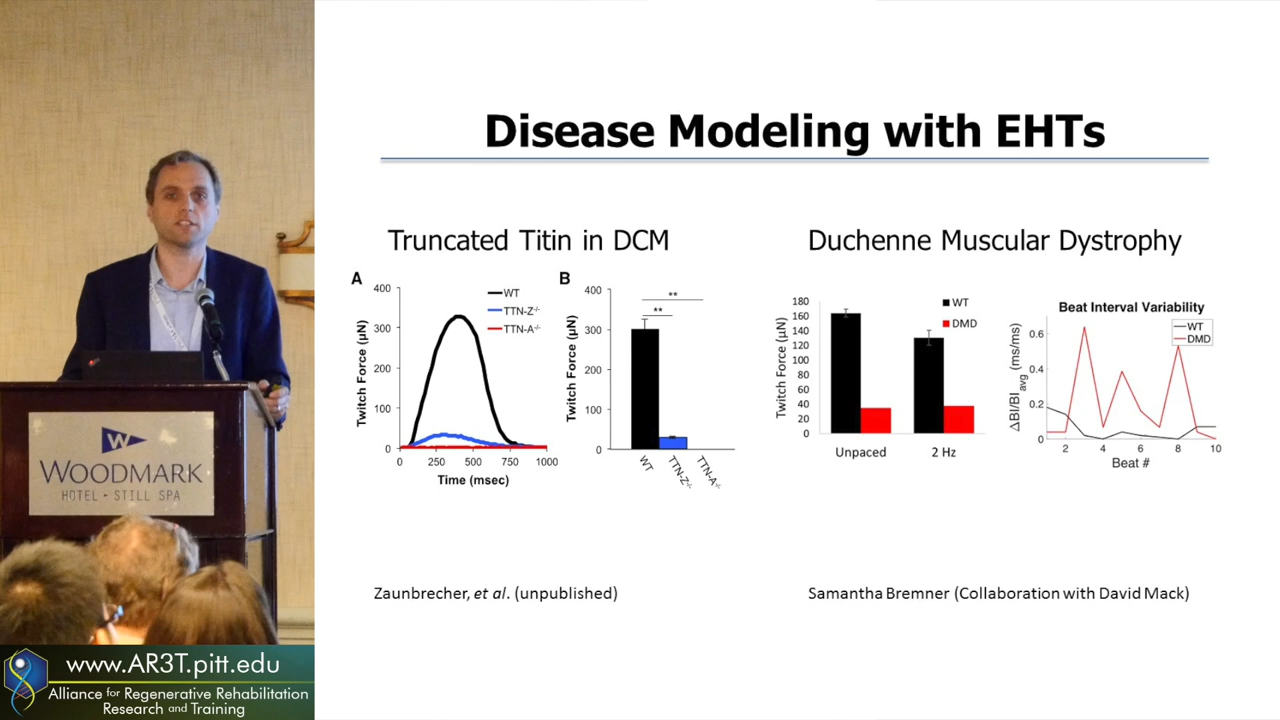 Disease Modeling with EHTs
Truncated Titin in DCM
Duchenne Muscular Dystrophy
A
400
300
200
100
0
Twitch Force (µN)
WT
TTN-Z-/-
TTN-A-/-
0 250 500 750 1000
Time (msec)
B
400
300
200
100
0
Twitch Force (µN)
**
**
WT
TTN-Z-/-
TTN-A-/-
180
160
140
120
100
80
60
40
20
0
Twitch Force (µN)
WT
DMD
Unpaced
2 Hz
Beat Interval Variability
WT
DMD
0.6
0.4
0.2
0
ΔBI/BIavg (ms/ms)
2 4 6 8 10
Beat #
Zaunbrecher, et al. (unpublished)
Samantha Bremner (Collaboration with David Mack)
W
WOODMARK
HOTEL + STILL SPA
www.AR3T.pitt.edu
Alliance for Regenerative Rehabilitation
Research and Training